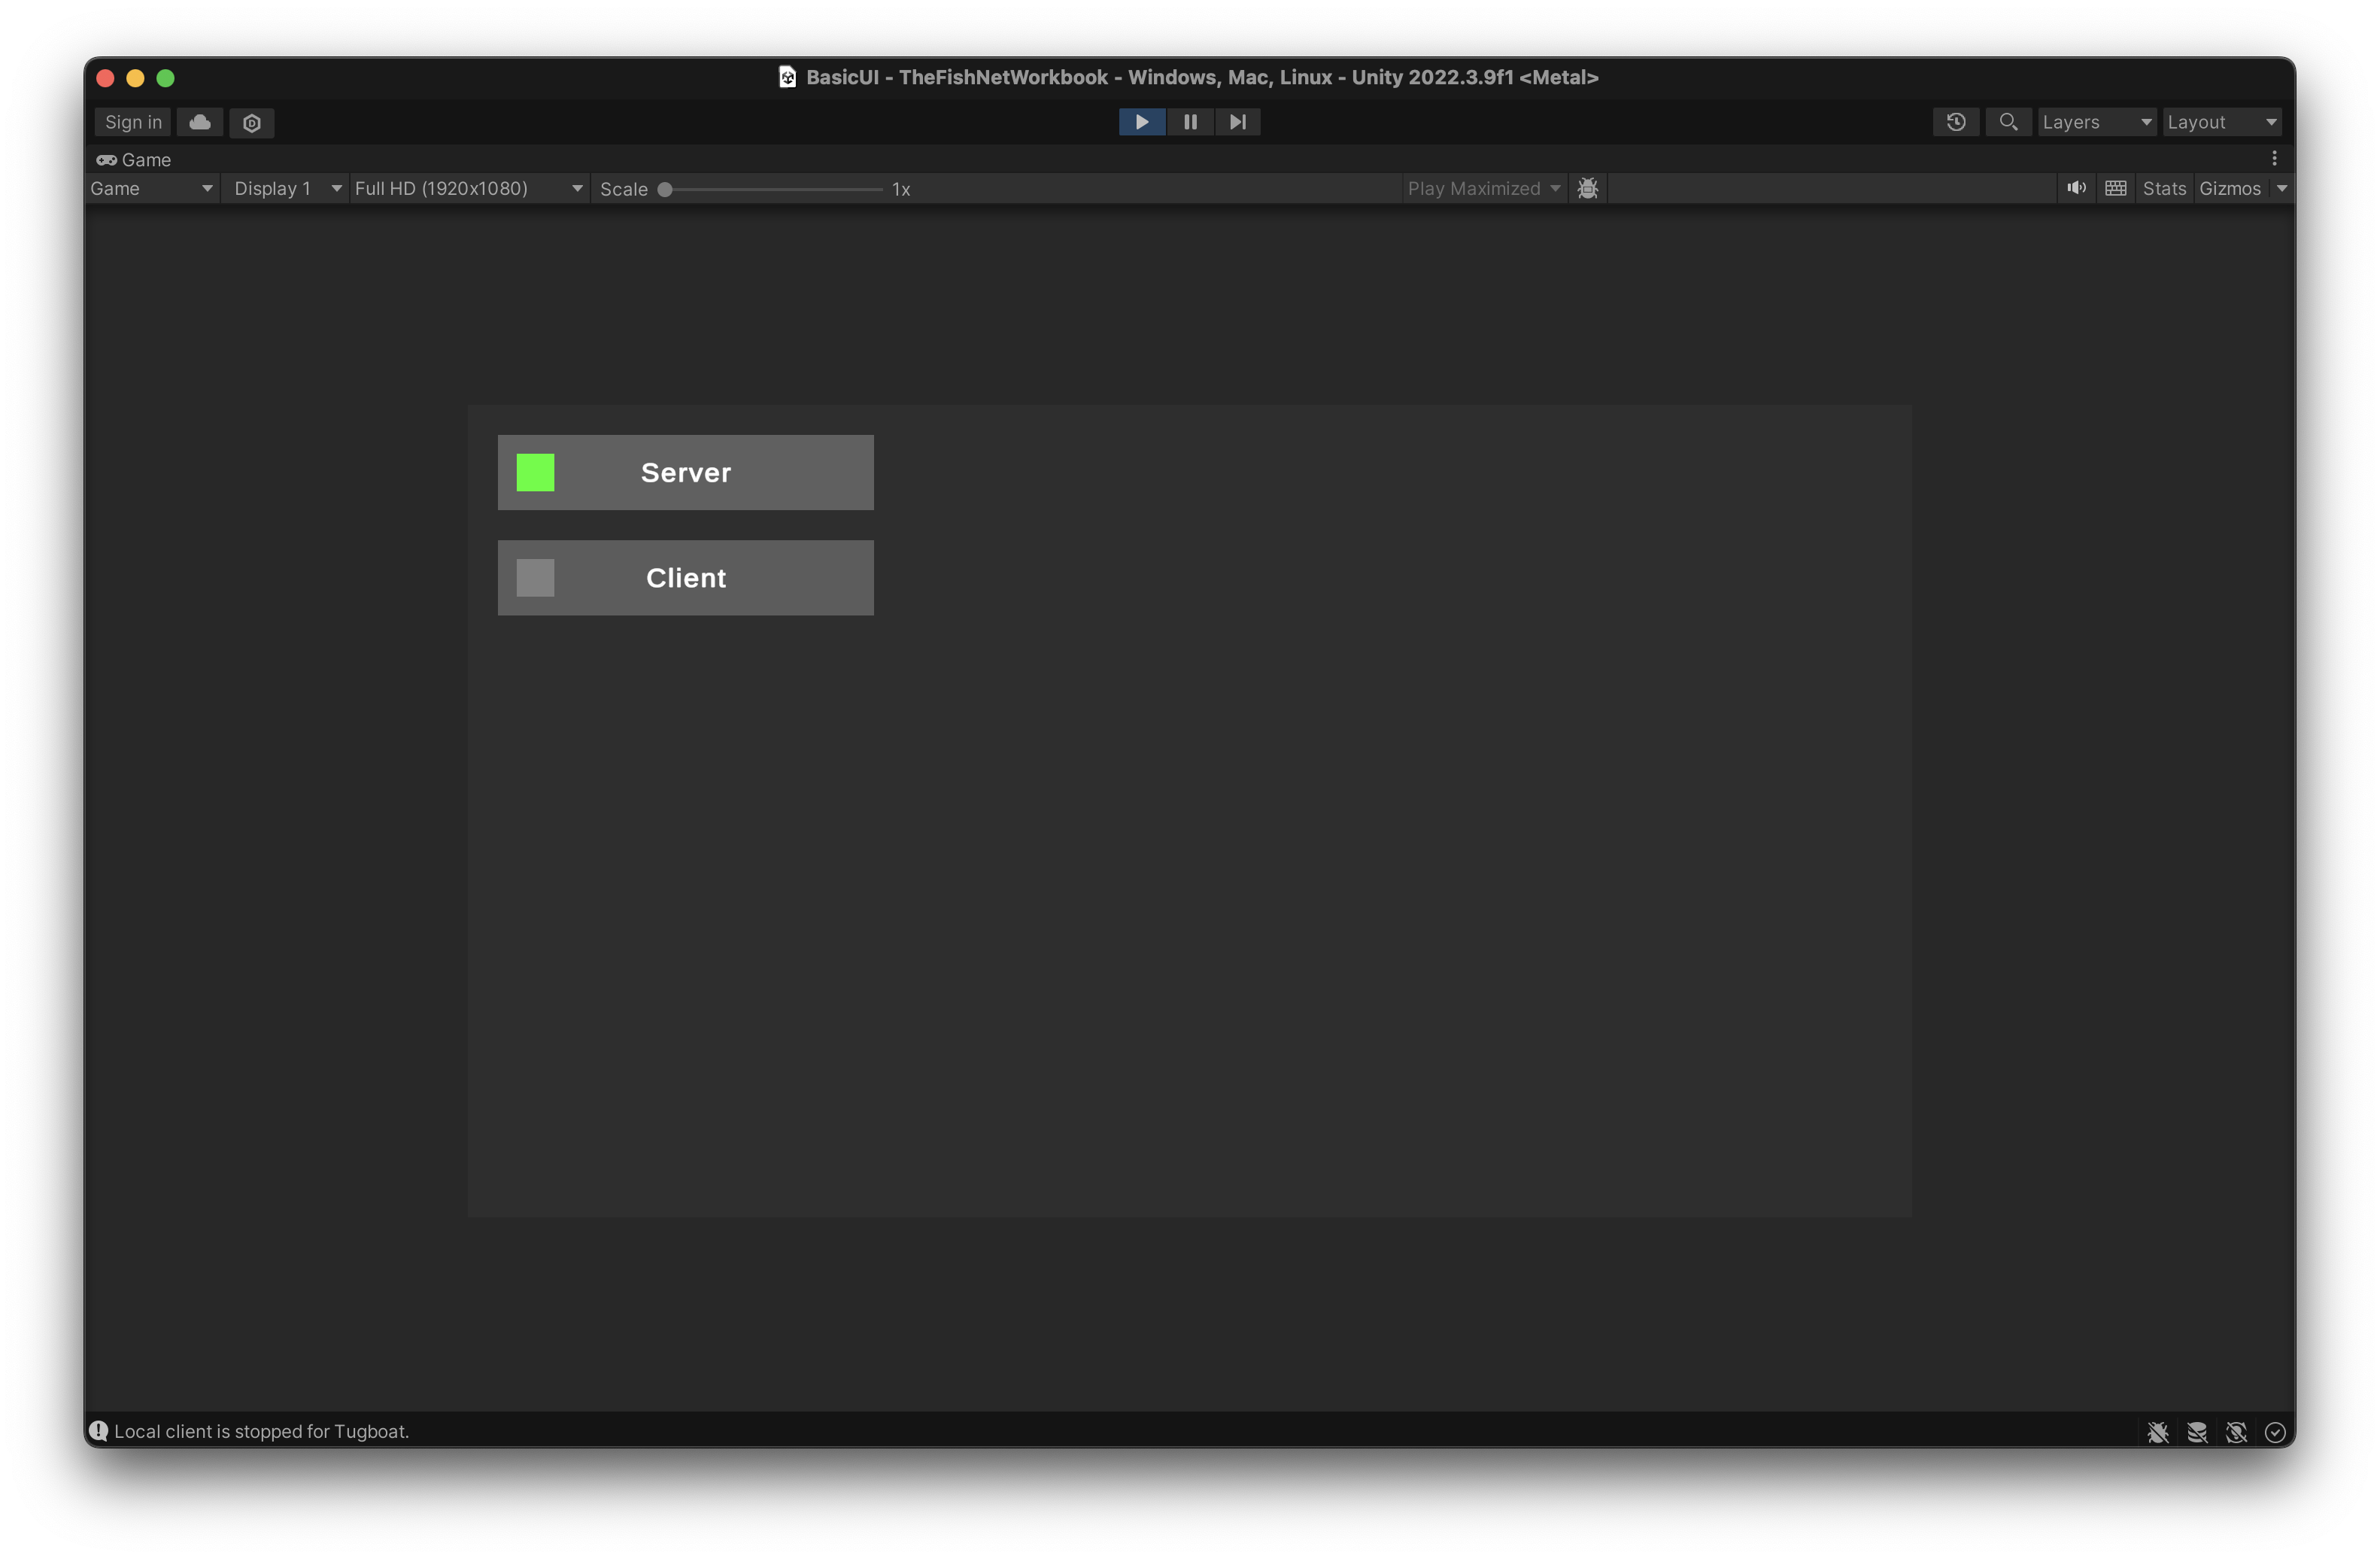 BasicUI - TheFishNetWorkbook - Windows, Mac, Linux - Unity 2022.3.9f1 <Metal>
Sign in Layers Layout
Game
Game Display 1 Full HD (1920x1080) Scale 1x Play Maximized Stats Gizmos
Server
Client
Local client is stopped for Tugboat.